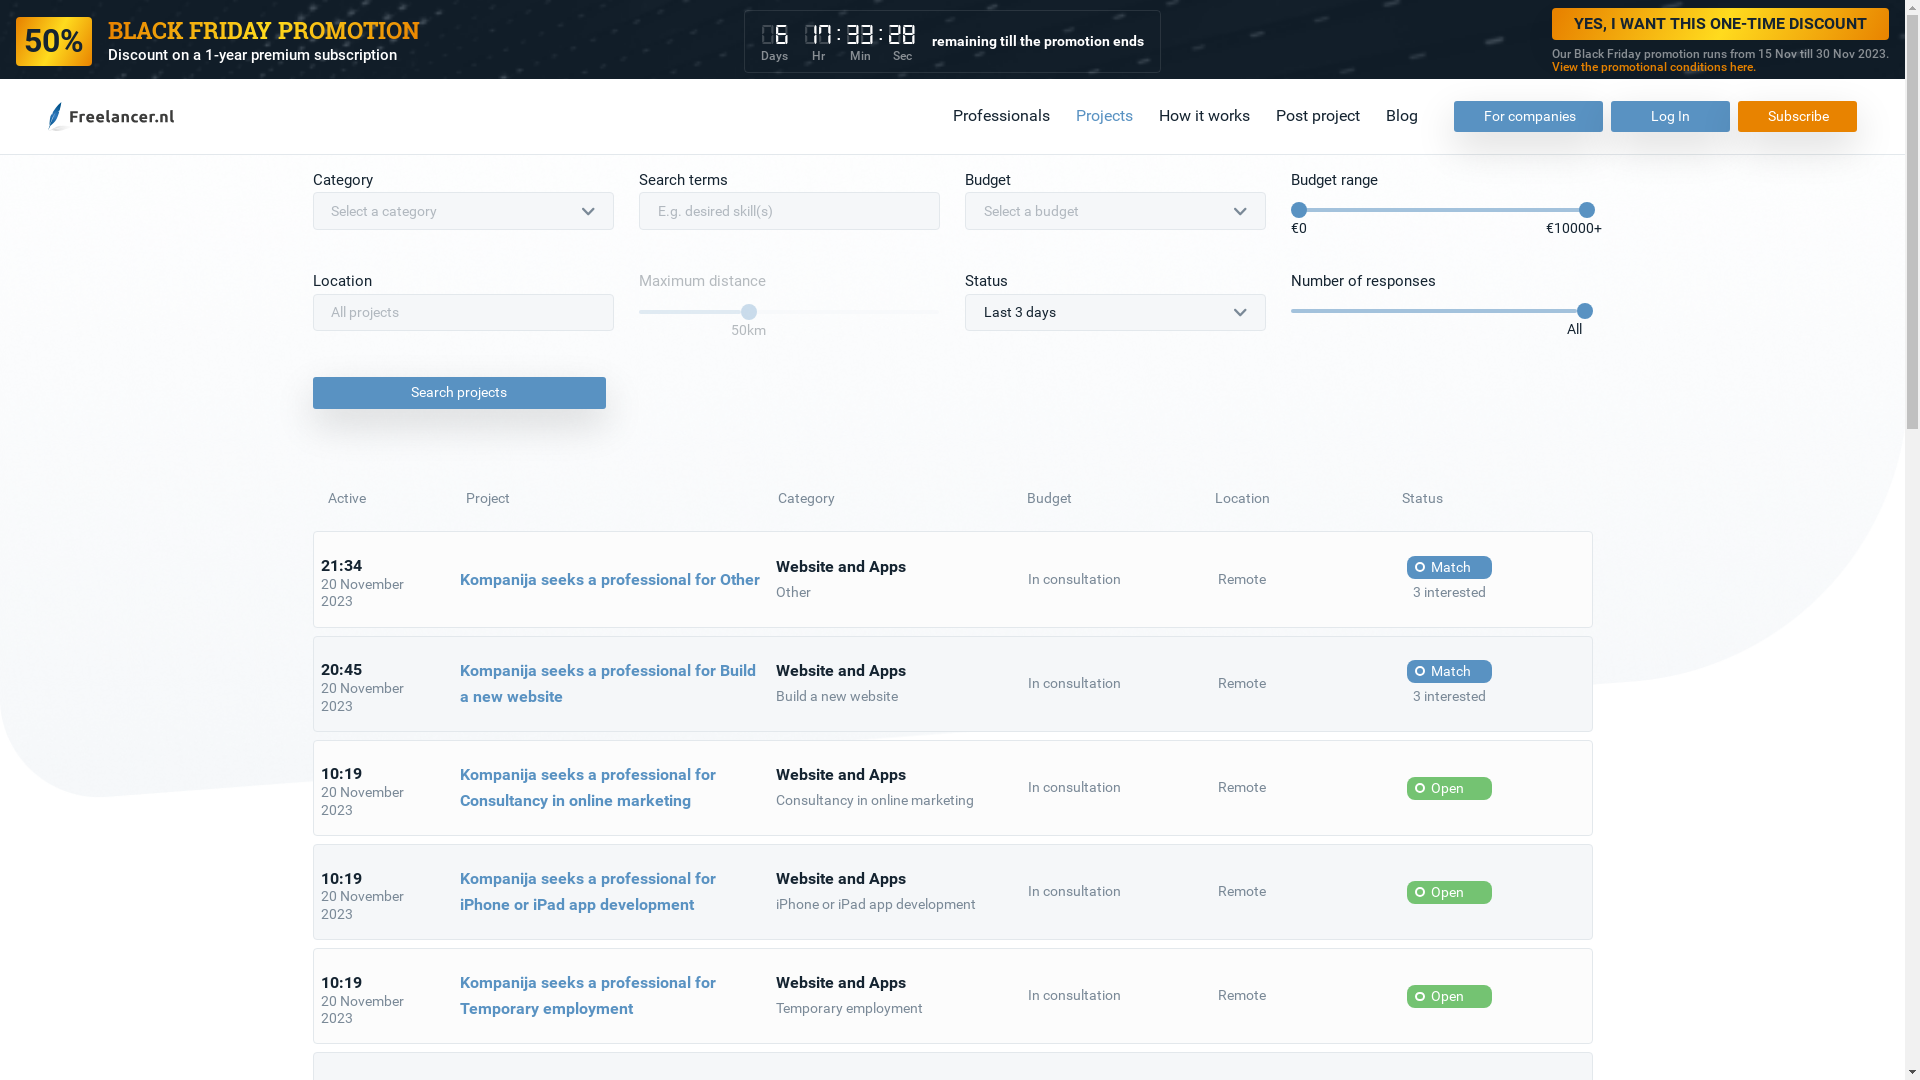 50%
BLACK FRIDAY PROMOTION
Discount on a 1-year premium subscription
6 17:33:28
Days Hr Min Sec
remaining till the promotion ends
YES, I WANT THIS ONE-TIME DISCOUNT
Our Black Friday promotion runs from 15 Nov till 30 Nov 2023.
View the promotional conditions here.
Freelancer.nl
Professionals
Projects
How it works
Post project
Blog
For companies
Log In
Subscribe
Category
Select a category
Search terms
E.g. desired skill(s)
Budget
Select a budget
Budget range
€0
€10000+
Location
All projects
Maximum distance
50km
Status
Last 3 days
Number of responses
All
Search projects
Active
Project
Category
Budget
Location
Status
21:34
20 November
2023
Kompanija seeks a professional for Other
Website and Apps
Other
In consultation
Remote
Match
3 interested
20:45
20 November
2023
Kompanija seeks a professional for Build
a new website
Website and Apps
Build a new website
In consultation
Remote
Match
3 interested
10:19
20 November
2023
Kompanija seeks a professional for
Consultancy in online marketing
Website and Apps
Consultancy in online marketing
In consultation
Remote
Open
10:19
20 November
2023
Kompanija seeks a professional for
iPhone or iPad app development
Website and Apps
iPhone or iPad app development
In consultation
Remote
Open
10:19
20 November
2023
Kompanija seeks a professional for
Temporary employment
Website and Apps
Temporary employment
In consultation
Remote
Open